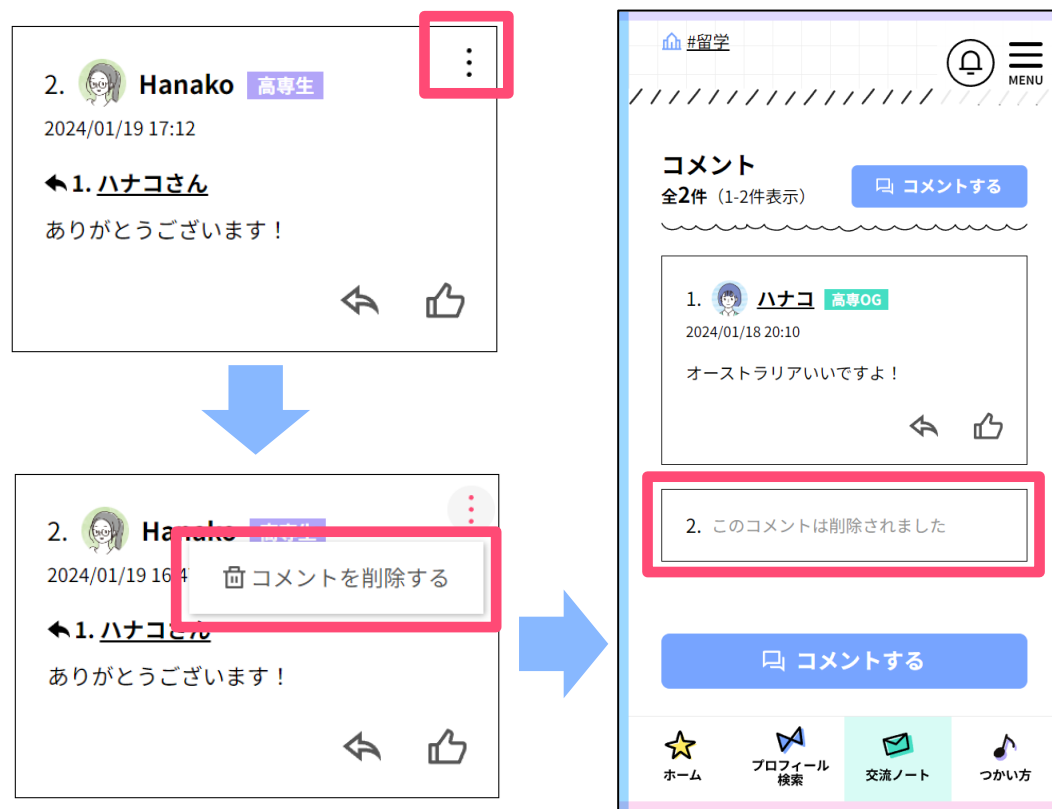 2. Hanako 高専生
2024/01/19 17:12
1. ハナコさん
ありがとうございます！
2. Hanako 高専生
2024/01/19 16:4
コメントを削除する
1. ハナコさん
ありがとうございます！
#留学
MENU
コメント
全2件（1-2件表示）
コメントする
1. ハナコ 高専OG
2024/01/18 20:10
オーストラリアいいですよ！
2. このコメントは削除されました
コメントする
ホーム
プロフィール
検索
交流ノート
つかい方